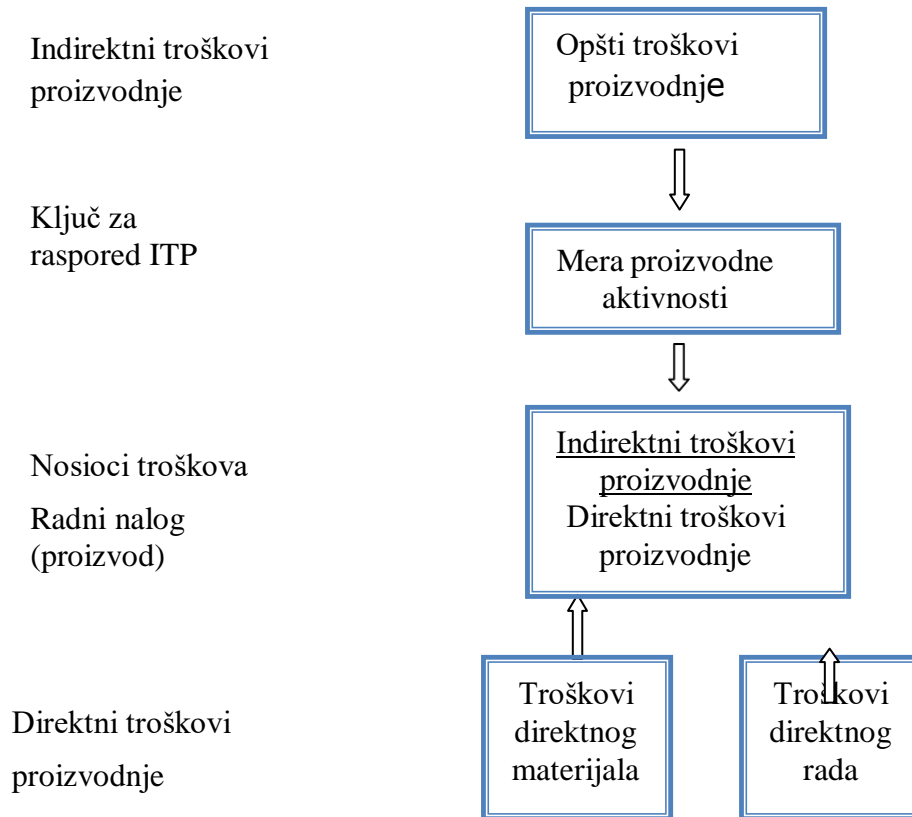 Indirektni troškovi
proizvodnje
Opšti troškovi
proizvodnje
Ključ za
raspored ITP
Mera proizvodne
aktivnosti
Nosioci troškova
Radni nalog
(proizvod)
Indirektni troškovi
proizvodnje
Direktni troškovi
proizvodnje
Direktni troškovi
proizvodnje
Troškovi
direktnog
materijala
Troškovi
direktnog
rada